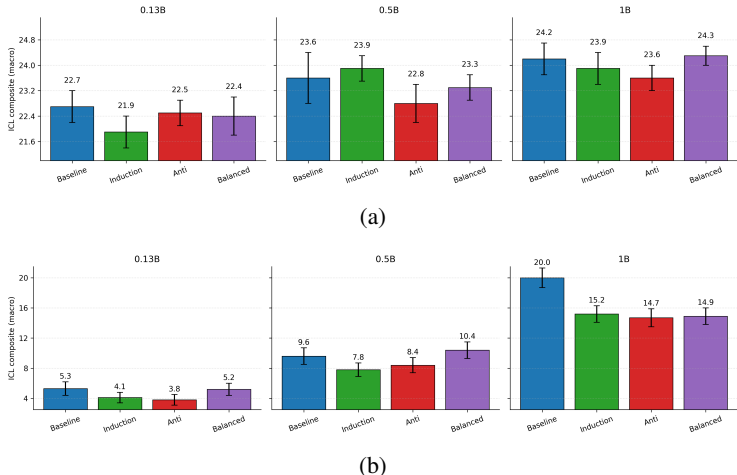 0.13B 0.5B 1B
ICL composite (macro)
24.8
24.0
23.2
22.4
21.6
22.7 21.9 22.5 22.4
23.6 23.9 22.8 23.3
24.2 23.9 23.6 24.3
Baseline Induction Anti Balanced
Baseline Induction Anti Balanced
Baseline Induction Anti Balanced
(a)
0.13B 0.5B 1B
ICL composite (macro)
20
16
12
8
4
5.3 4.1 3.8 5.2
9.6 7.8 8.4 10.4
20.0 15.2 14.7 14.9
Baseline Induction Anti Balanced
Baseline Induction Anti Balanced
Baseline Induction Anti Balanced
(b)